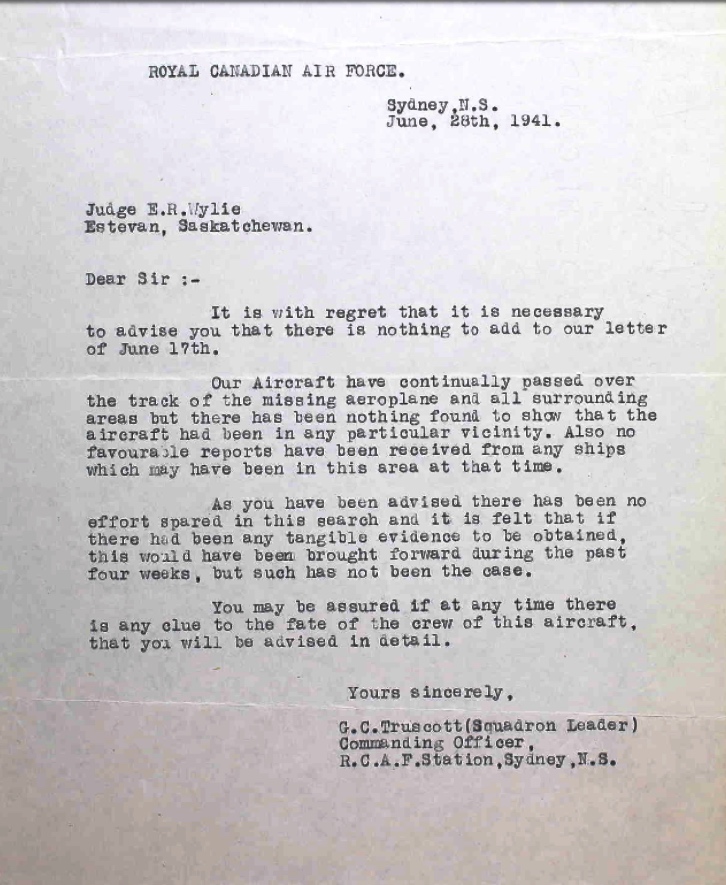 ROYAL CANADIAN AIR FORCE.
Sydney,N.S.
June, 28th, 1941.
Judge E.R.Wylie
Estevan, Saskatchewan.
Dear Sir :-
It is with regret that it is necessary
to advise you that there is nothing to add to our letter
of June 17th.
Our Aircraft have continually passed over
the track of the missing aeroplane and all surrounding
areas but there has been nothing found to show that the
aircraft had been in any particular vicinity. Also no
favourable reports have been received from any ships
which may have been in this area at that time.
As you have been advised there has been no
effort spared in this search and it is felt that if
there had been any tangible evidence to be obtained,
this would have been brought forward during the past
four weeks, but such has not been the case.
You may be assured if at any time there
is any clue to the fate of the crew of this aircraft,
that you will be advised in detail.
Yours sincerely,
G.C.Truscott(Squadron Leader)
Commanding Officer,
R.C.A.F.Station,Sydney,N.S.